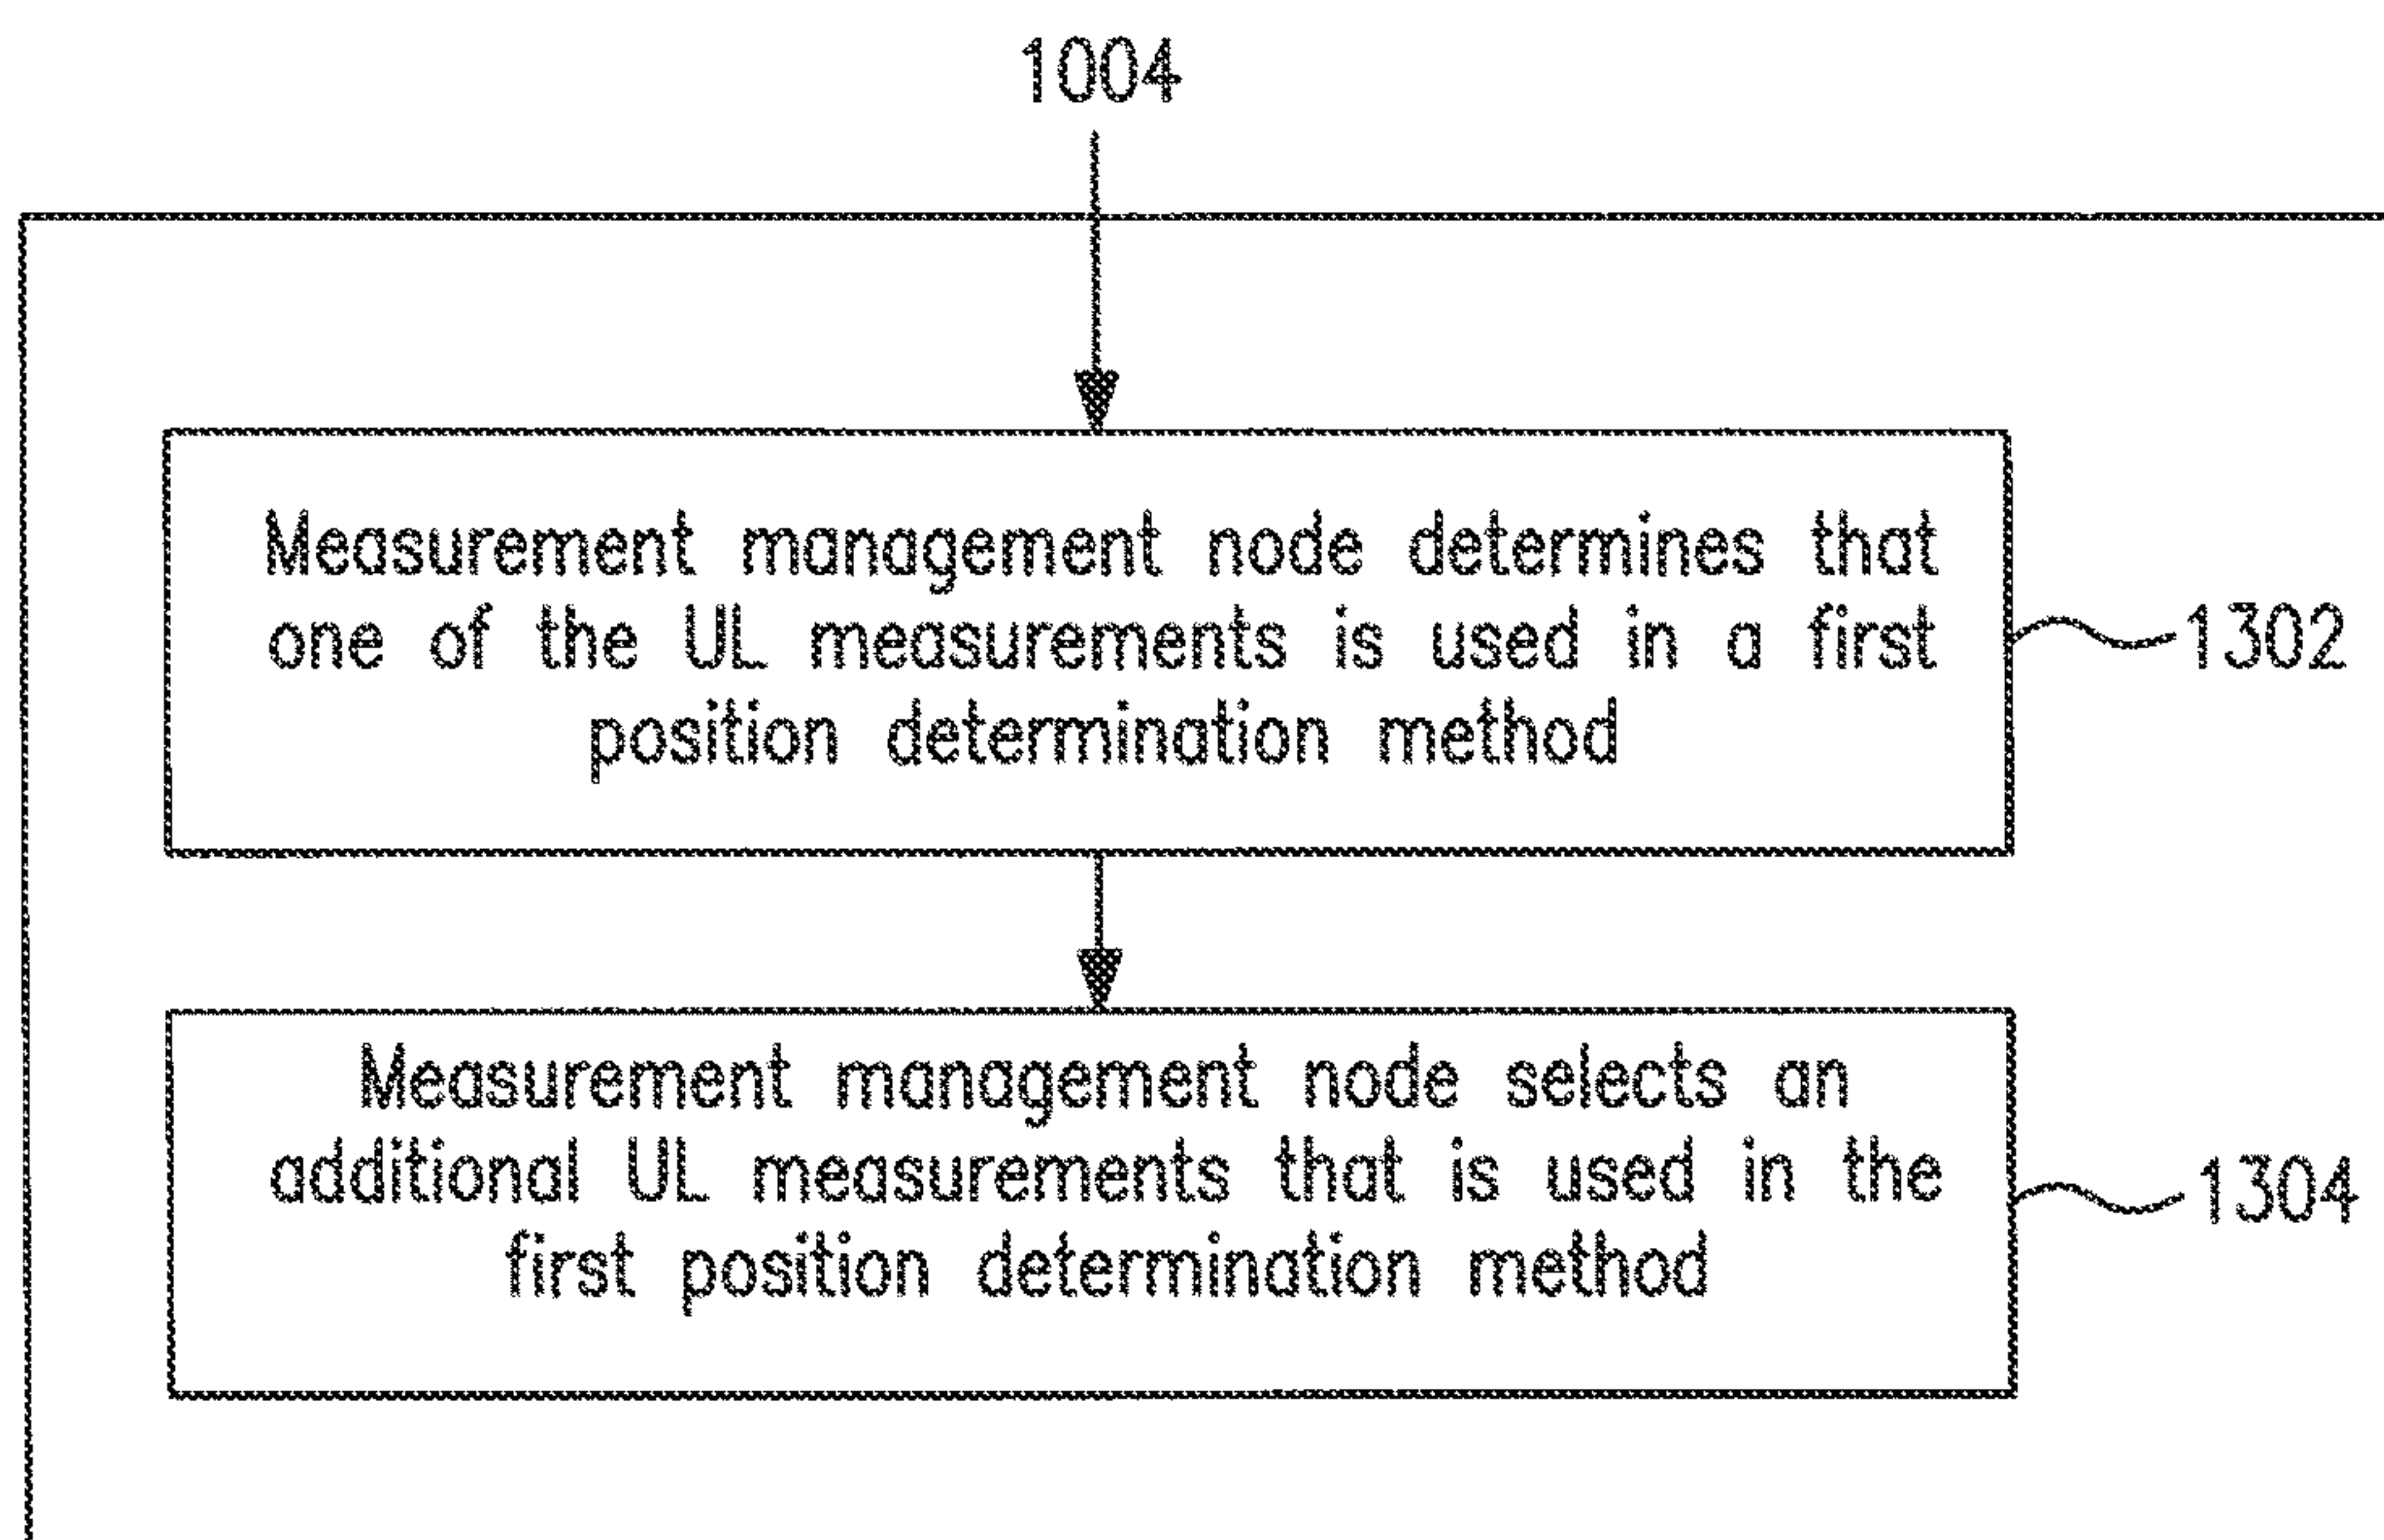 1004
Measurement management node determines that
one of the UL measurements is used in a first
position determination method
1302
Measurement management node selects an
additional UL measurements that is used in the
first position determination method
1304